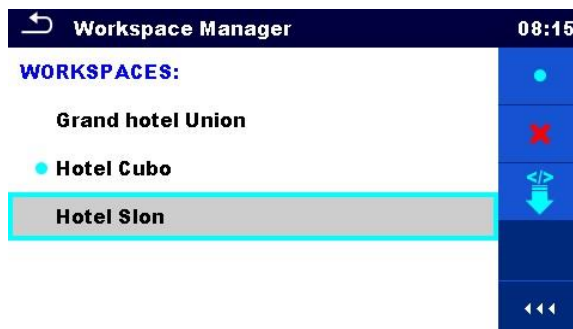 Workspace Manager 08:15
WORKSPACES:
Grand hotel Union
Hotel Cubo
Hotel Slon
</>